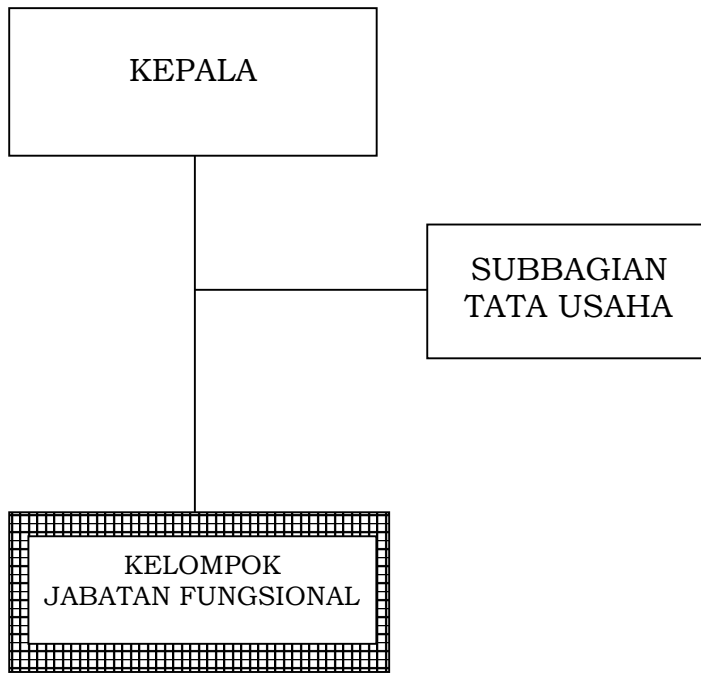 KEPALA
SUBBAGIAN
TATA USAHA
KELOMPOK
JABATAN FUNGSIONAL